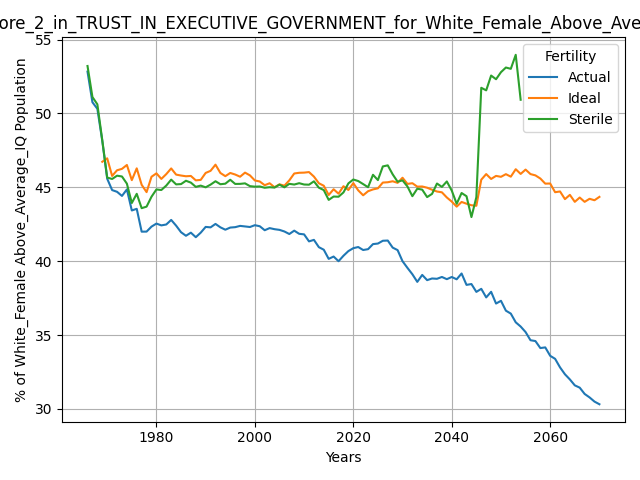 ore_2_in_TRUST_IN_EXECUTIVE_GOVERNMENT_for_White_Female_Above_Ave
% of White_Female Above_Average_IQ Population
55
50
45
40
35
30
Fertility
Actual
Ideal
Sterile
1980
2000
2020
2040
2060
Years